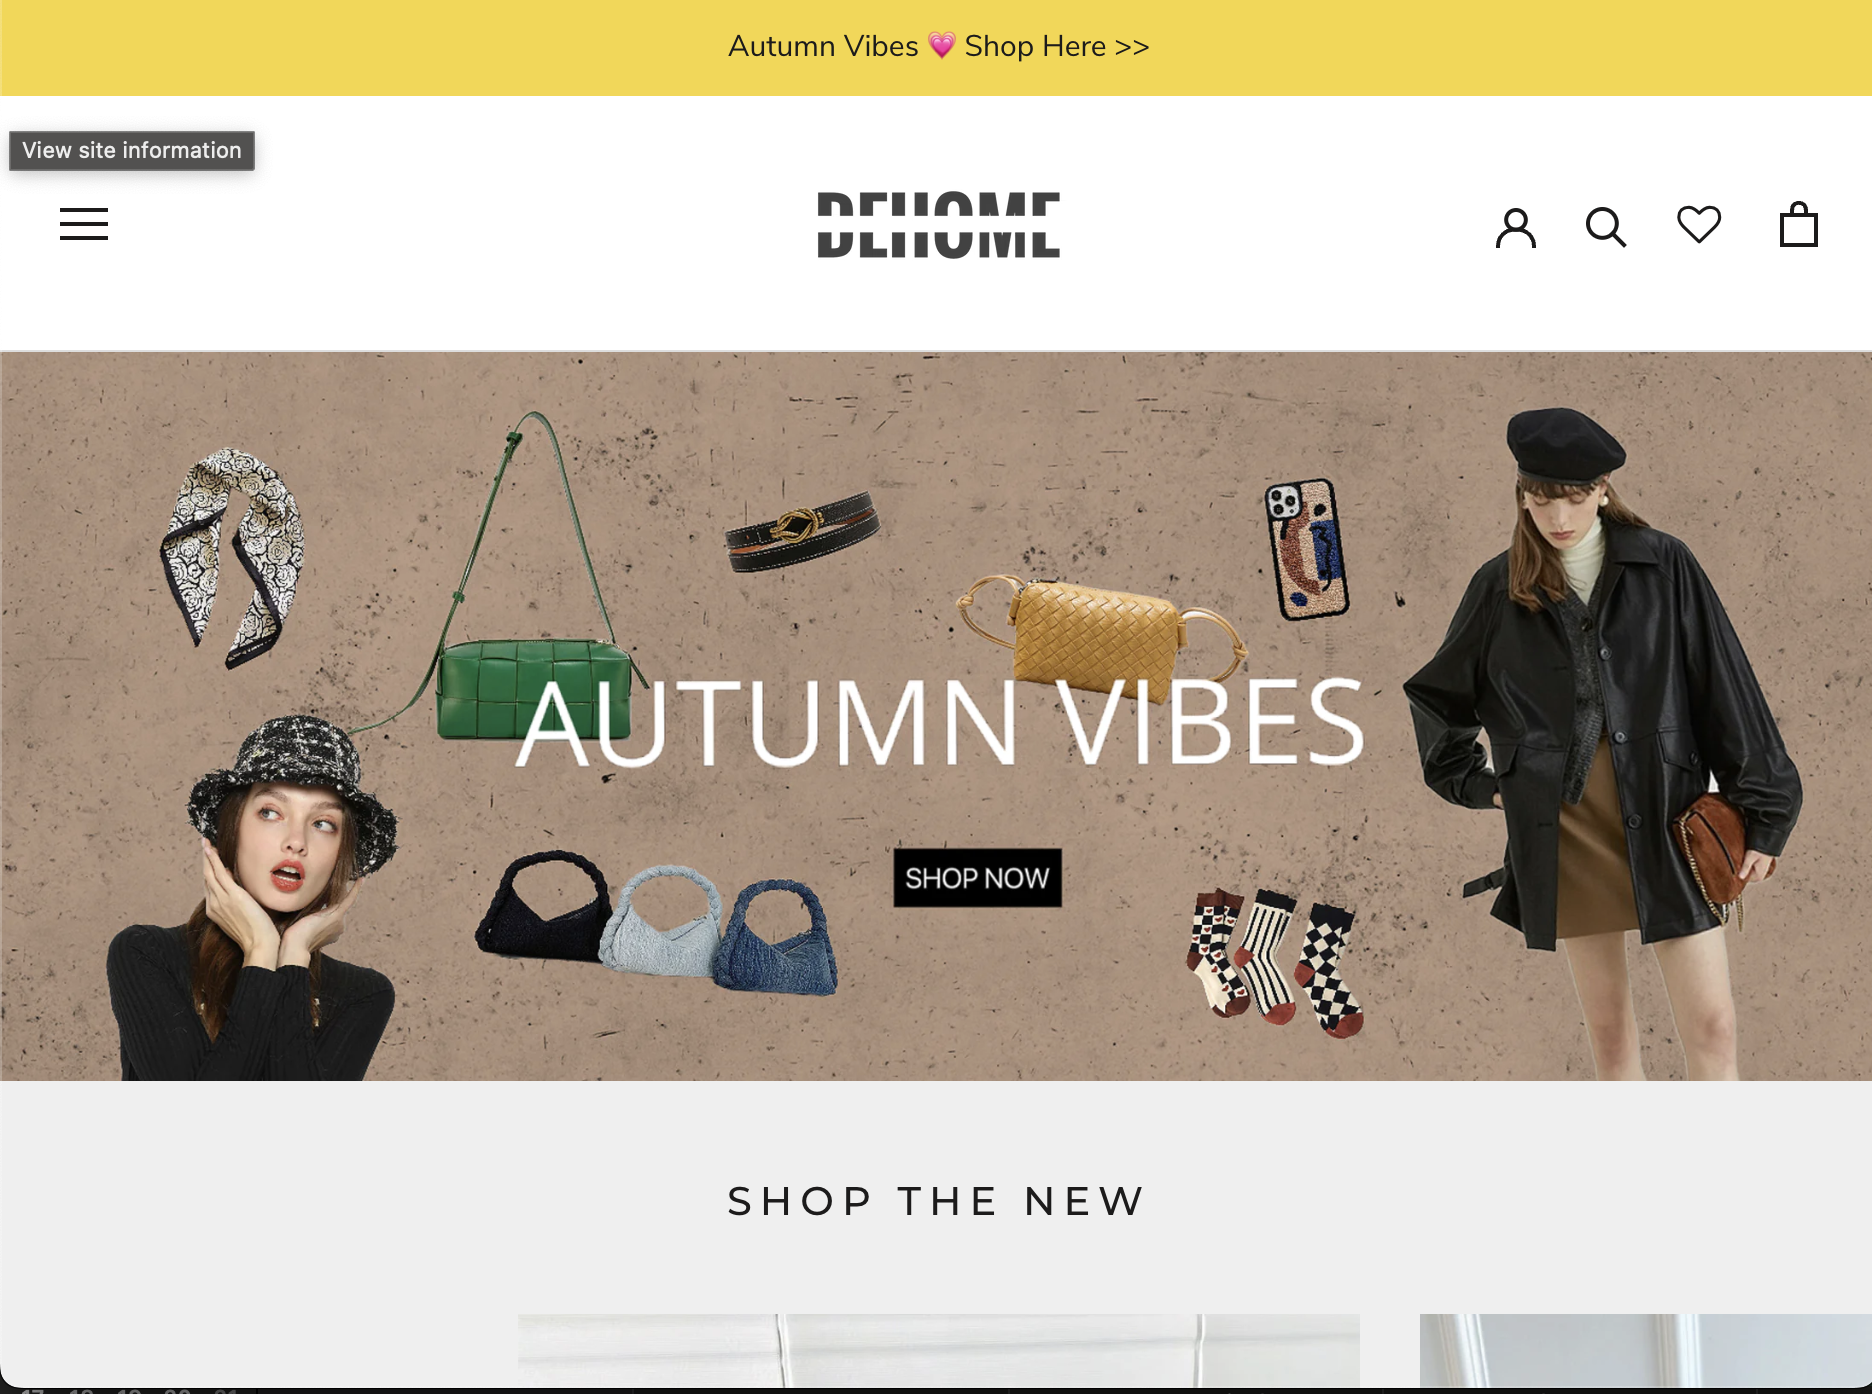 Autumn Vibes 💗 Shop Here >>
View site information
DEHOME
AUTUMN VIBES
SHOP NOW
SHOP THE NEW